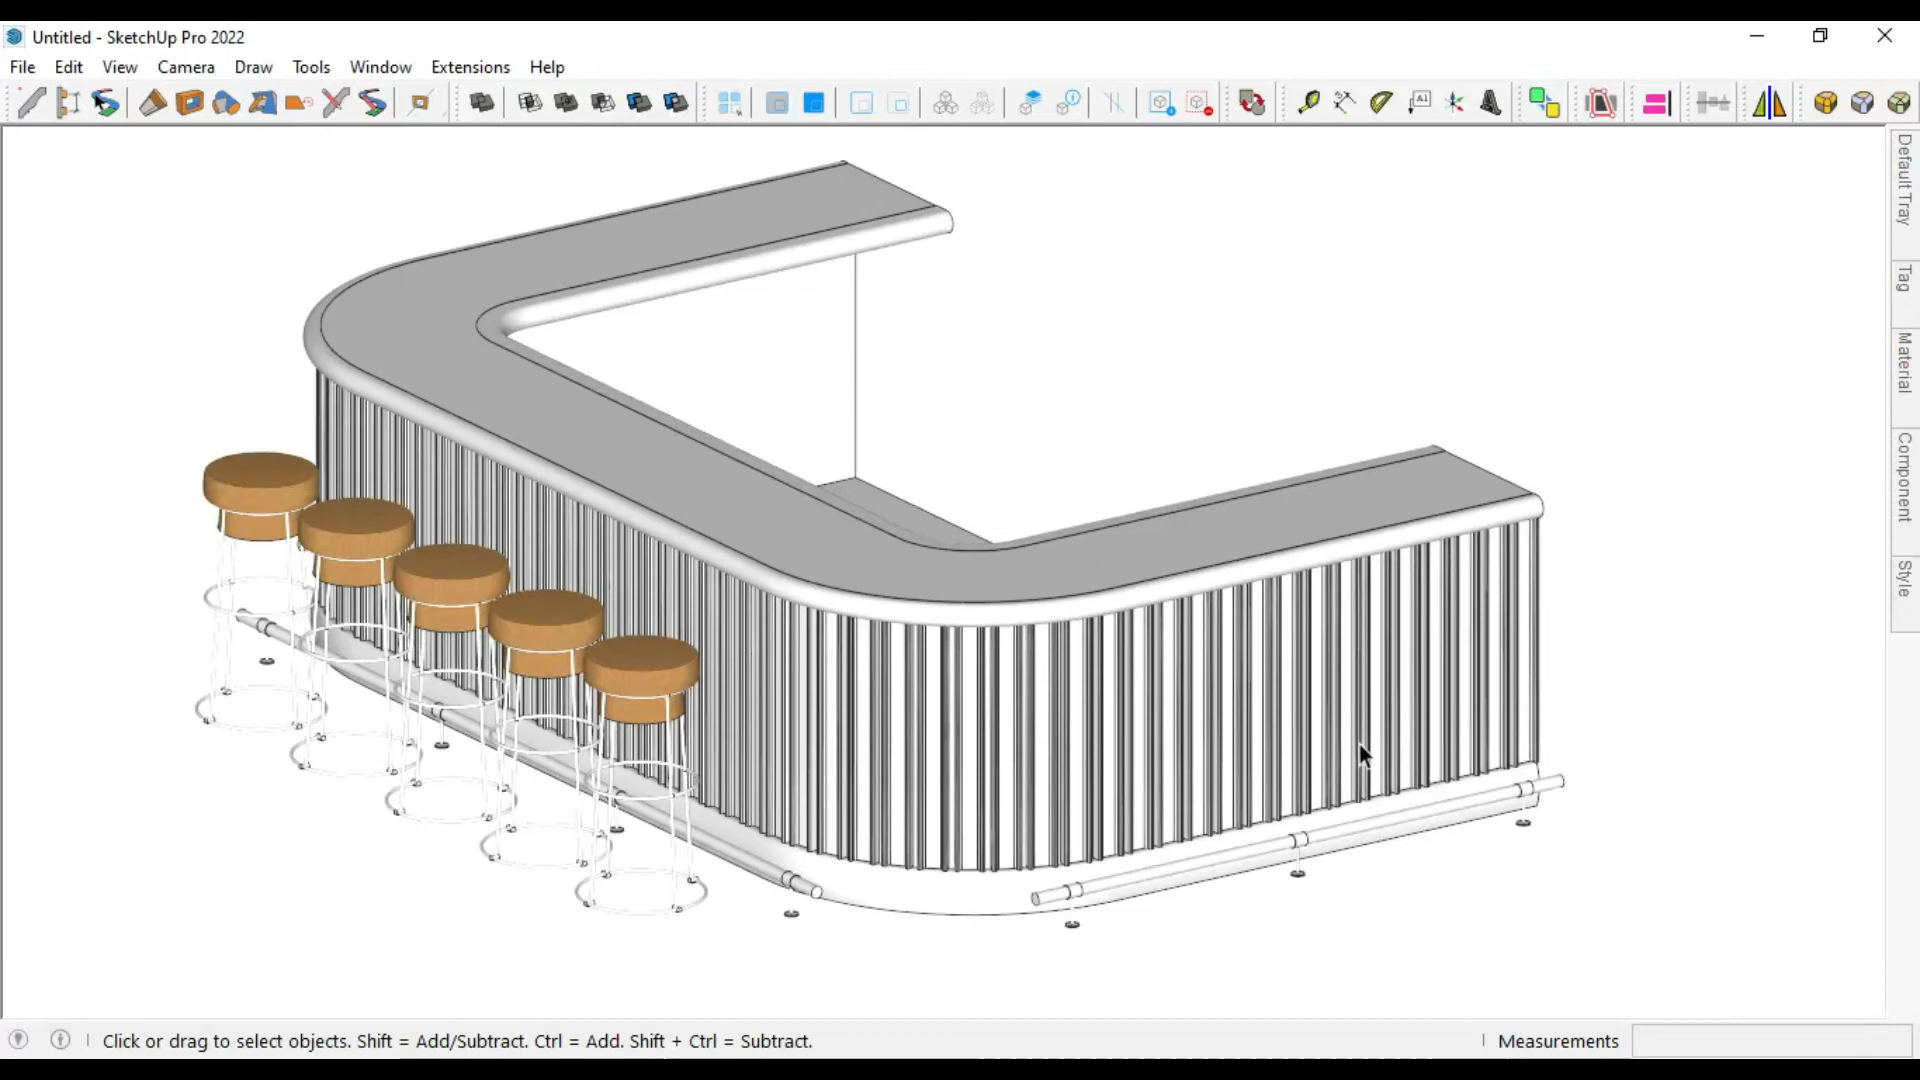 Untitled - SketchUp Pro 2022
File Edit View Camera Draw Tools Window Extensions Help
A1
Default Tray
Tag
Material
Component
Style
Click or drag to select objects. Shift = Add/Subtract. Ctrl = Add. Shift + Ctrl = Subtract.
Measurements